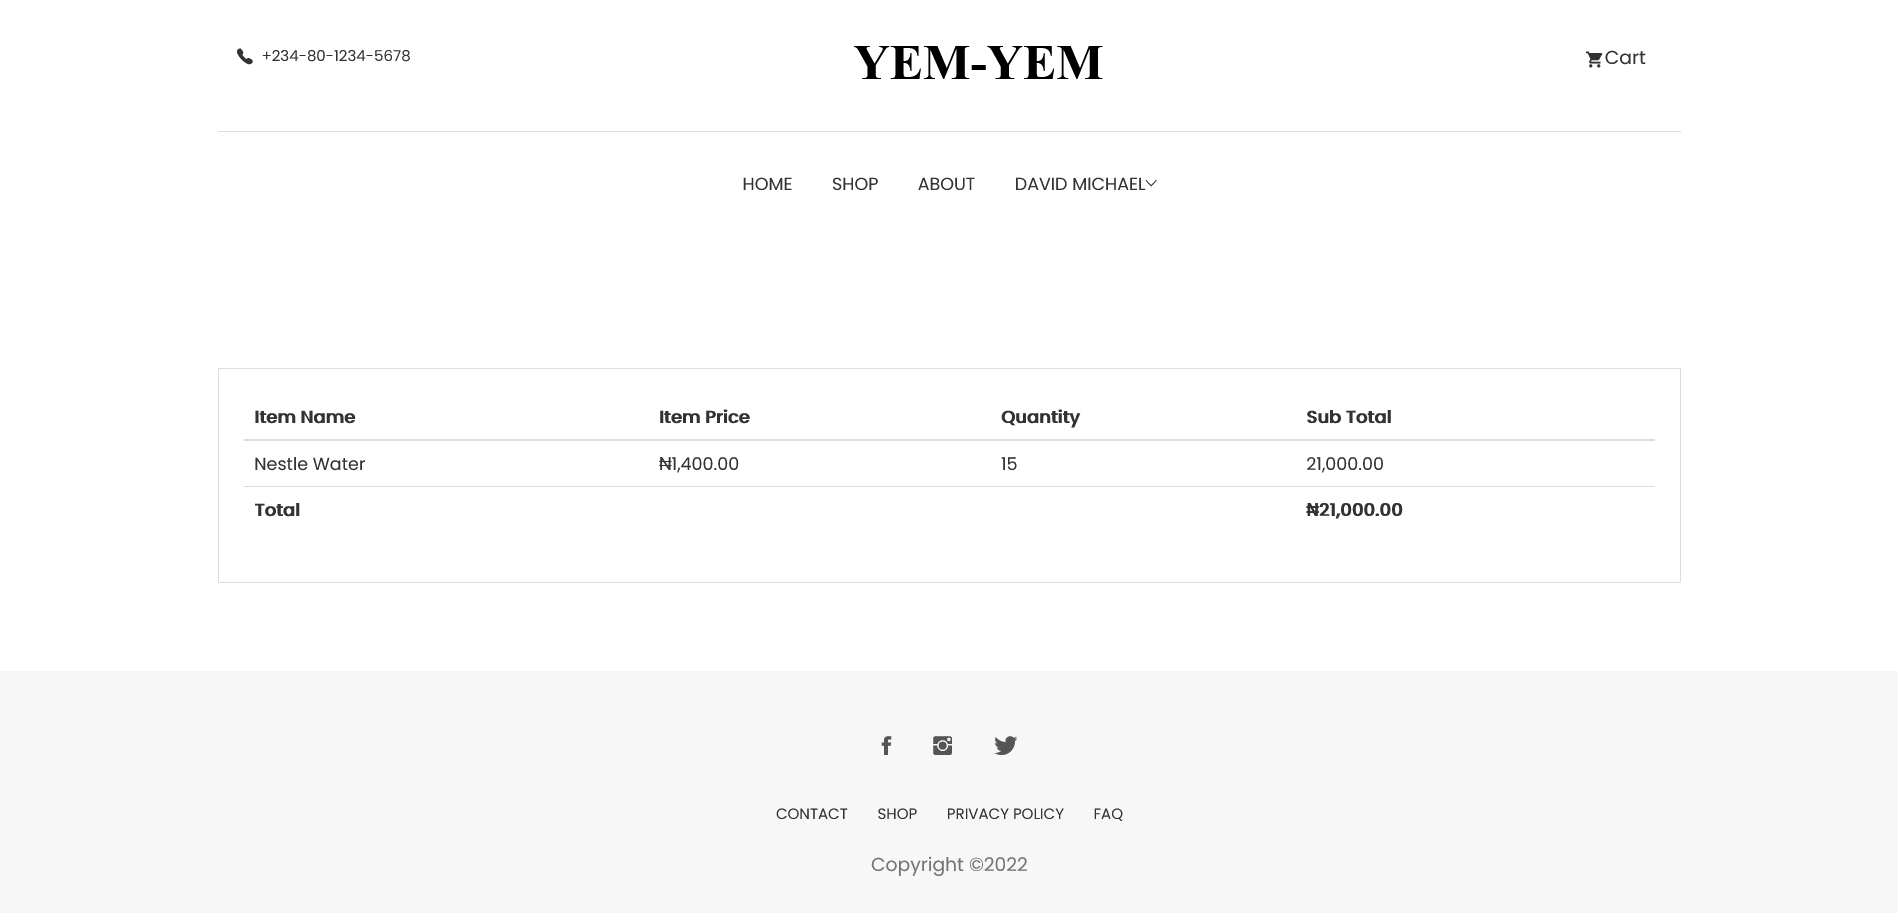 +234-80-1234-5678
YEM-YEM
Cart
HOME SHOP ABOUT DAVID MICHAEL
Item Name Item Price Quantity Sub Total
Nestle Water ₦1,400.00 15 21,000.00
Total ₦21,000.00
CONTACT SHOP PRIVACY POLICY FAQ
Copyright ©2022